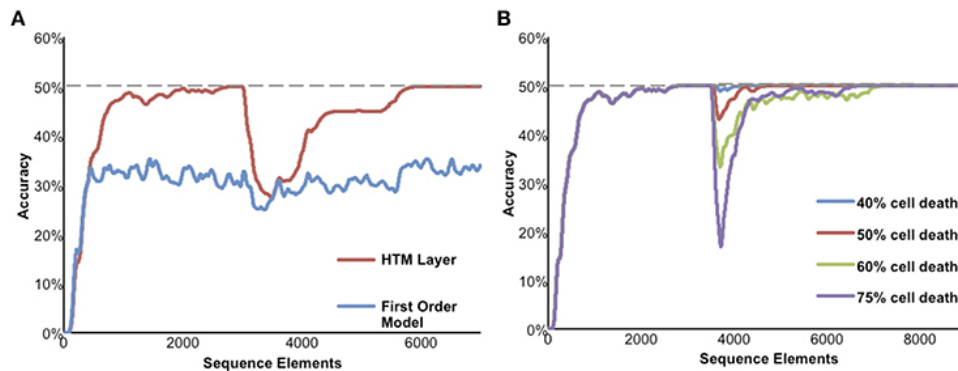 A
60%
50%
40%
30%
20%
10%
0%
Accuracy
0
2000
4000
6000
Sequence Elements
HTM Layer
First Order
Model
B
60%
50%
40%
30%
20%
10%
0%
Accuracy
0
2000
4000
6000
8000
Sequence Elements
40% cell death
50% cell death
60% cell death
75% cell death